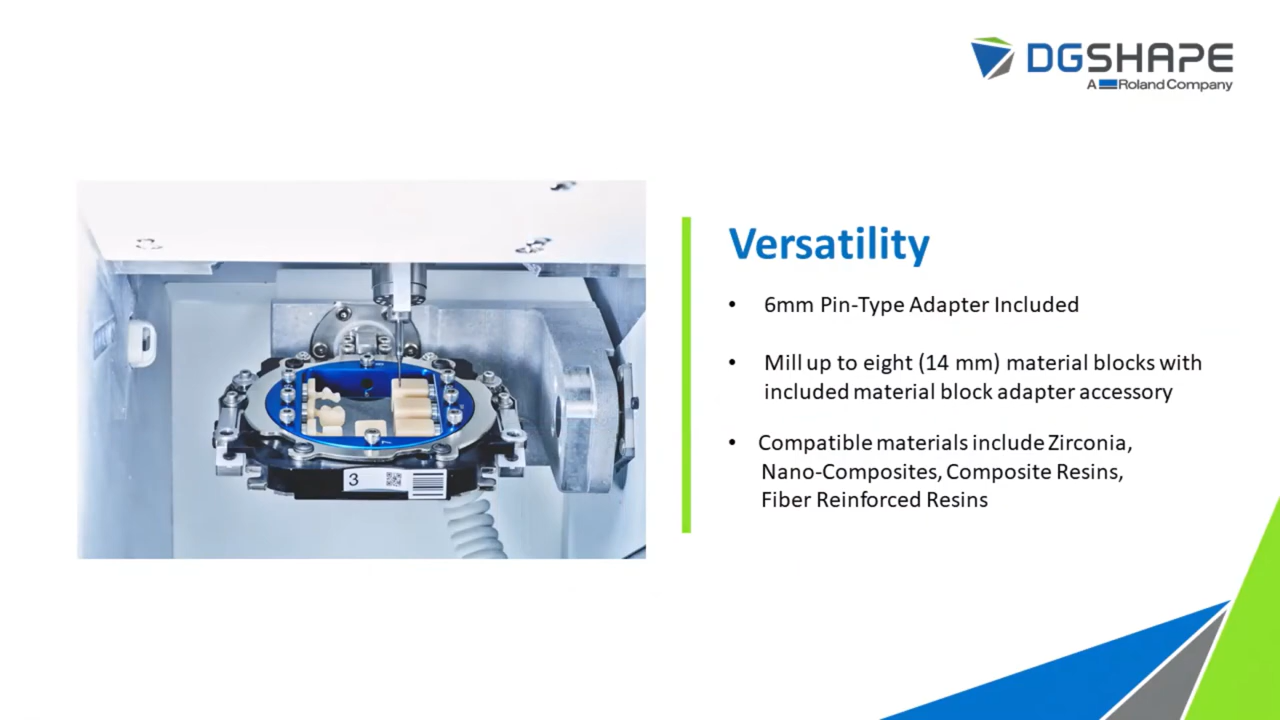 DGSHAPE
A Roland Company
Versatility
• 6mm Pin-Type Adapter Included
• Mill up to eight (14 mm) material blocks with
included material block adapter accessory
• Compatible materials include Zirconia,
Nano-Composites, Composite Resins,
Fiber Reinforced Resins
3